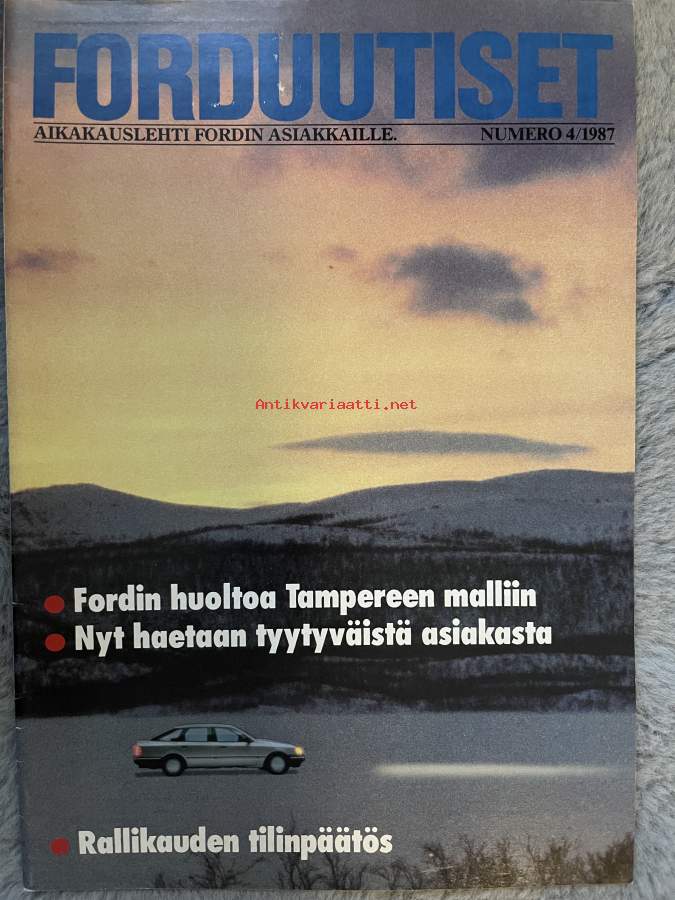 FORDUUTISET
AIKAKAUSLEHTI FORDIN ASIAKKAILLE. NUMERO 4/1987
Antikvariaatti.net
Fordin huoltoa Tampereen malliin
Nyt haetaan tyytyväistä asiakasta
Rallikauden tilinpäätös